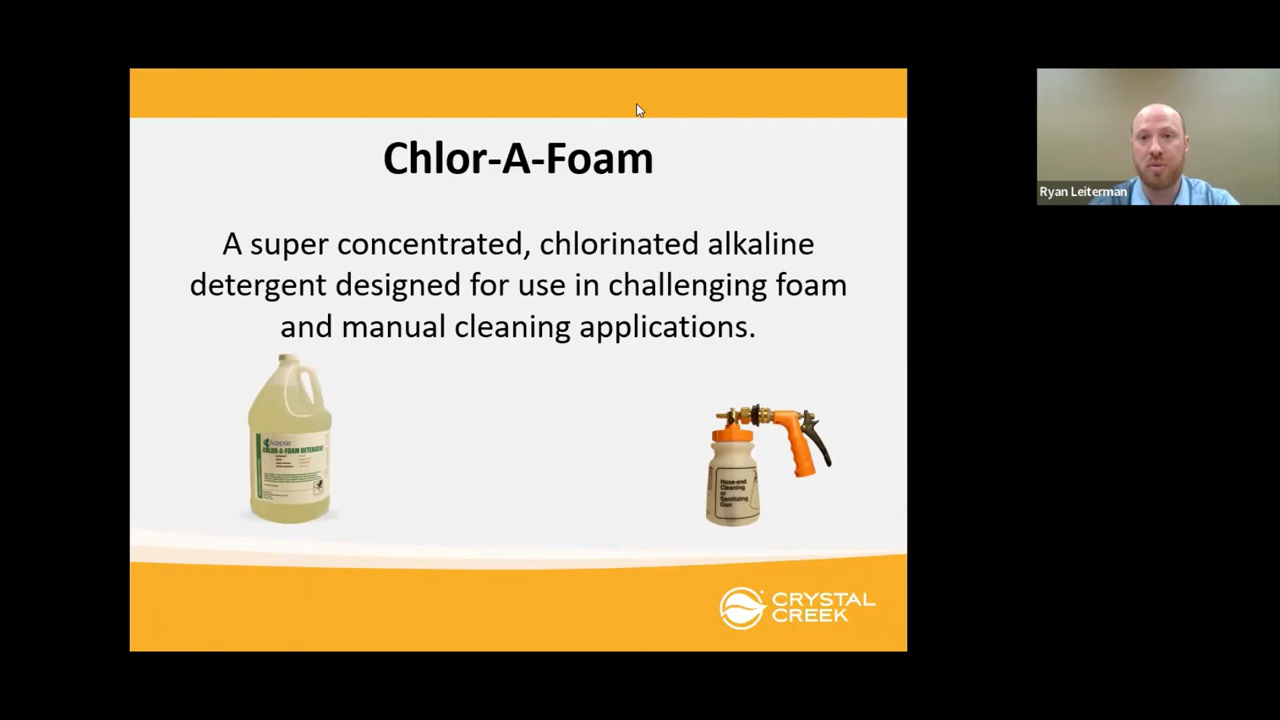 Chlor-A-Foam
A super concentrated, chlorinated alkaline
detergent designed for use in challenging foam
and manual cleaning applications.
CHLOR-A-FOAM DETERGENT
Hose-end
Cleaning
or
Sanitizing
Gun
CRYSTAL
CREEK
Ryan Leiterman